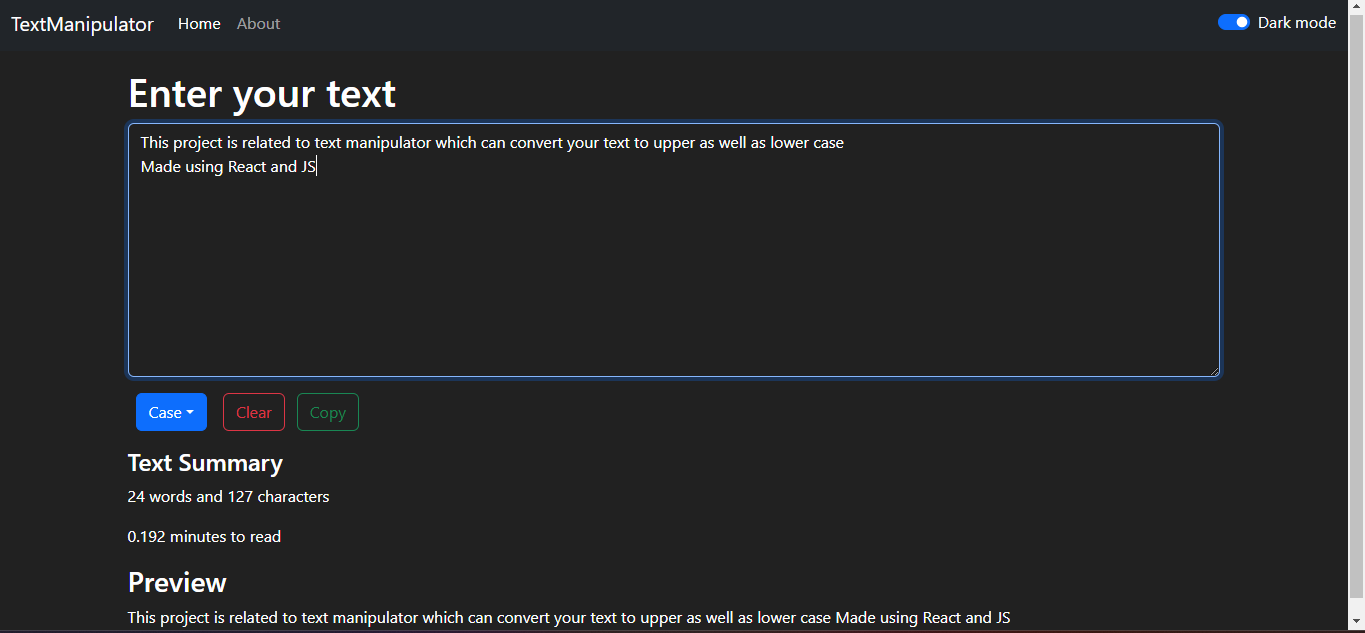 TextManipulator Home About Dark mode
Enter your text
This project is related to text manipulator which can convert your text to upper as well as lower case
Made using React and JS
Case Clear Copy
Text Summary
24 words and 127 characters
0.192 minutes to read
Preview
This project is related to text manipulator which can convert your text to upper as well as lower case Made using React and JS